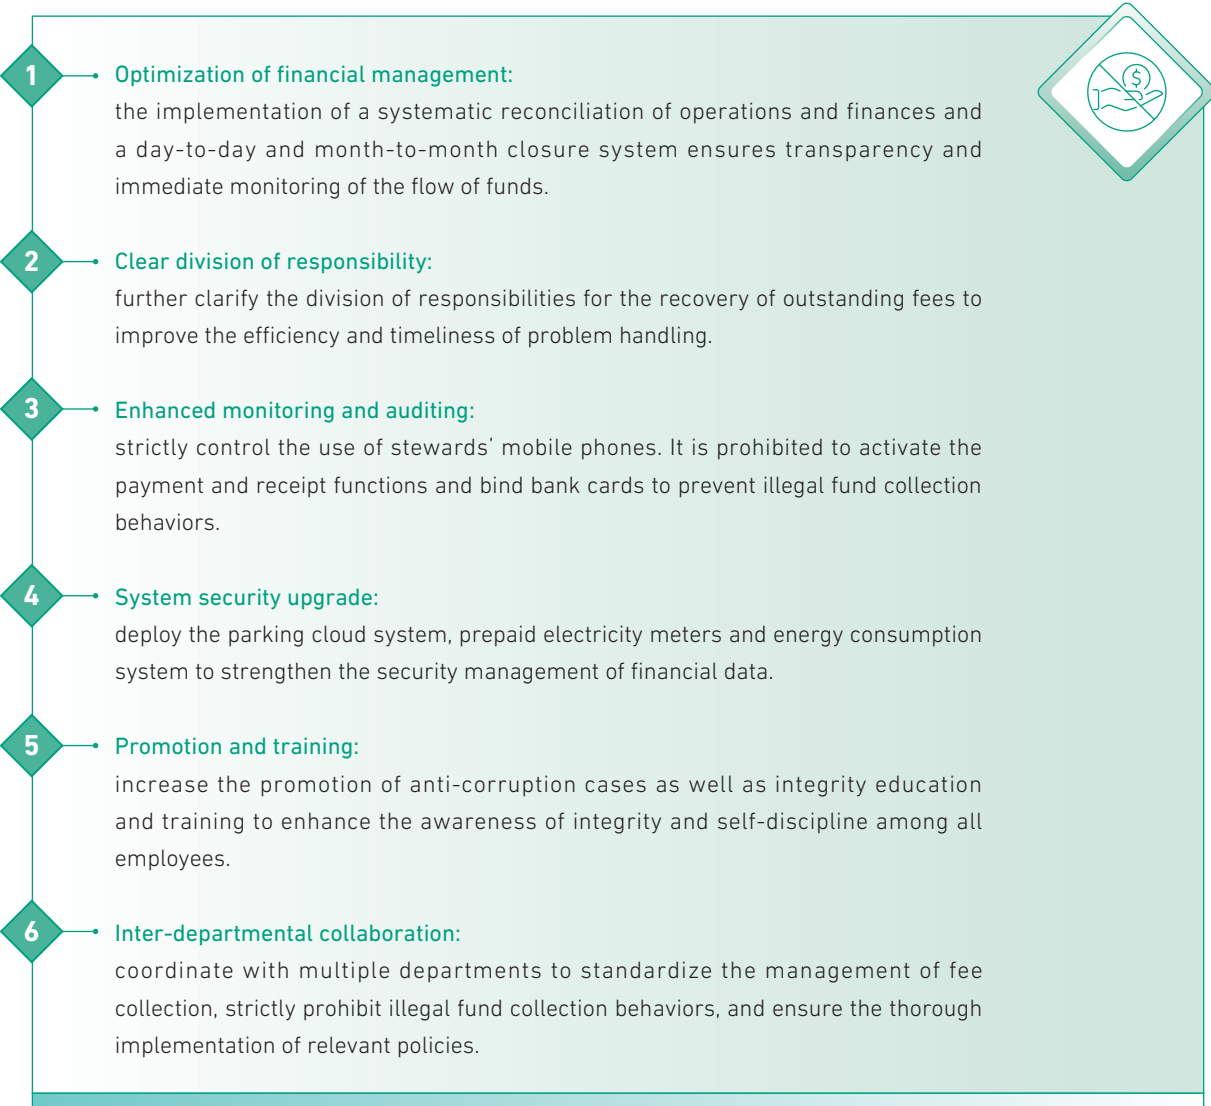 1
Optimization of financial management:
the implementation of a systematic reconciliation of operations and finances and
a day-to-day and month-to-month closure system ensures transparency and
immediate monitoring of the flow of funds.
2
Clear division of responsibility:
further clarify the division of responsibilities for the recovery of outstanding fees to
improve the efficiency and timeliness of problem handling.
3
Enhanced monitoring and auditing:
strictly control the use of stewards’ mobile phones. It is prohibited to activate the
payment and receipt functions and bind bank cards to prevent illegal fund collection
behaviors.
4
System security upgrade:
deploy the parking cloud system, prepaid electricity meters and energy consumption
system to strengthen the security management of financial data.
5
Promotion and training:
increase the promotion of anti-corruption cases as well as integrity education
and training to enhance the awareness of integrity and self-discipline among all
employees.
6
Inter-departmental collaboration:
coordinate with multiple departments to standardize the management of fee
collection, strictly prohibit illegal fund collection behaviors, and ensure the thorough
implementation of relevant policies.
$